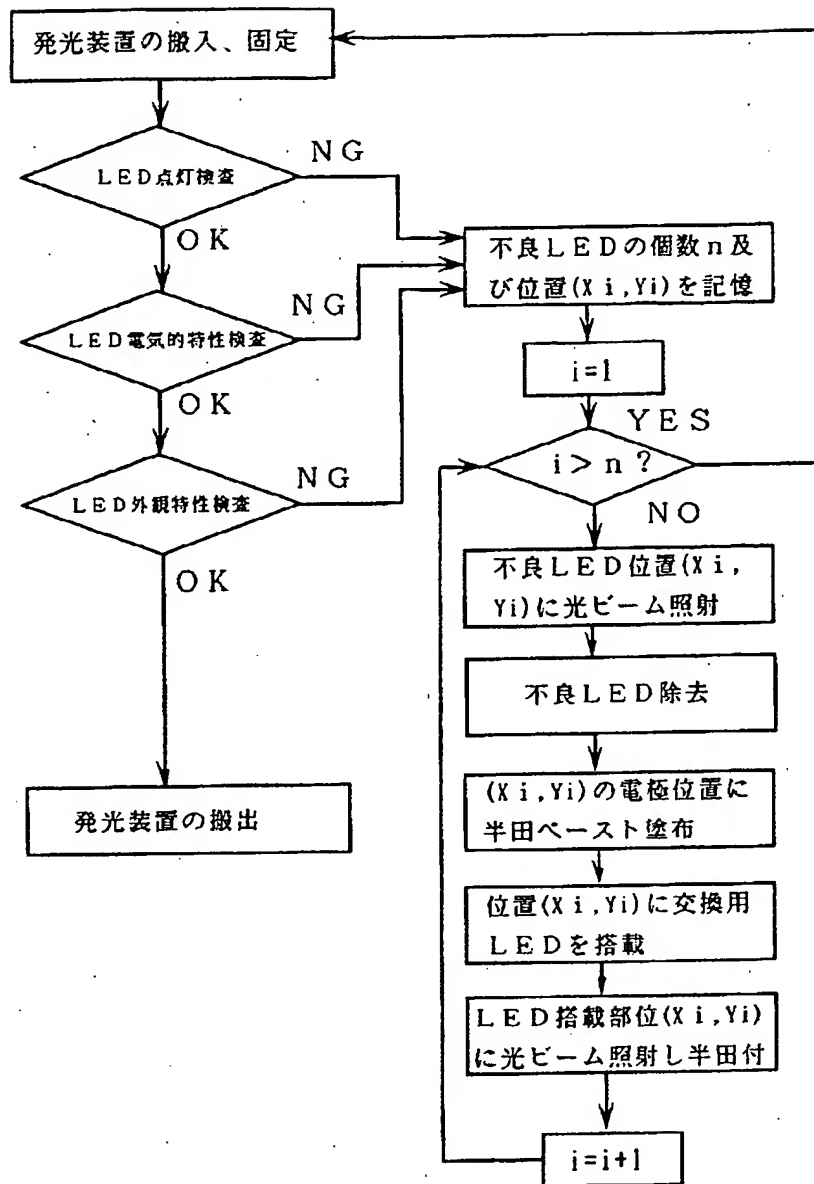 発光装置の搬入、固定
LED点灯検査
NG
OK
LED電気的特性検査
NG
OK
LED外観特性検査
NG
OK
発光装置の搬出
不良LEDの個数n及
び位置(Xi,Yi)を記憶
i=1
YES
i>n?
NO
不良LED位置(Xi,
Yi)に光ビーム照射
不良LED除去
(Xi,Yi)の電極位置に
半田ペースト塗布
位置(Xi,Yi)に交換用
LEDを搭載
LED搭載部位(Xi,Yi)
に光ビーム照射し半田付
i=i+1